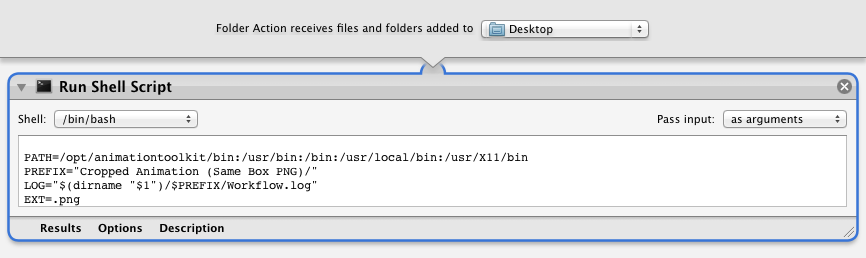 Folder Action receives files and folders added to Desktop
Run Shell Script
Shell: /bin/bash Pass input: as arguments
PATH=/opt/animationtoolkit/bin:/usr/bin:/bin:/usr/local/bin:/usr/X11/bin
PREFIX="Cropped Animation (Same Box PNG)/"
LOG="$(dirname "$1")/$PREFIX/Workflow.log"
EXT=.png
Results Options Description